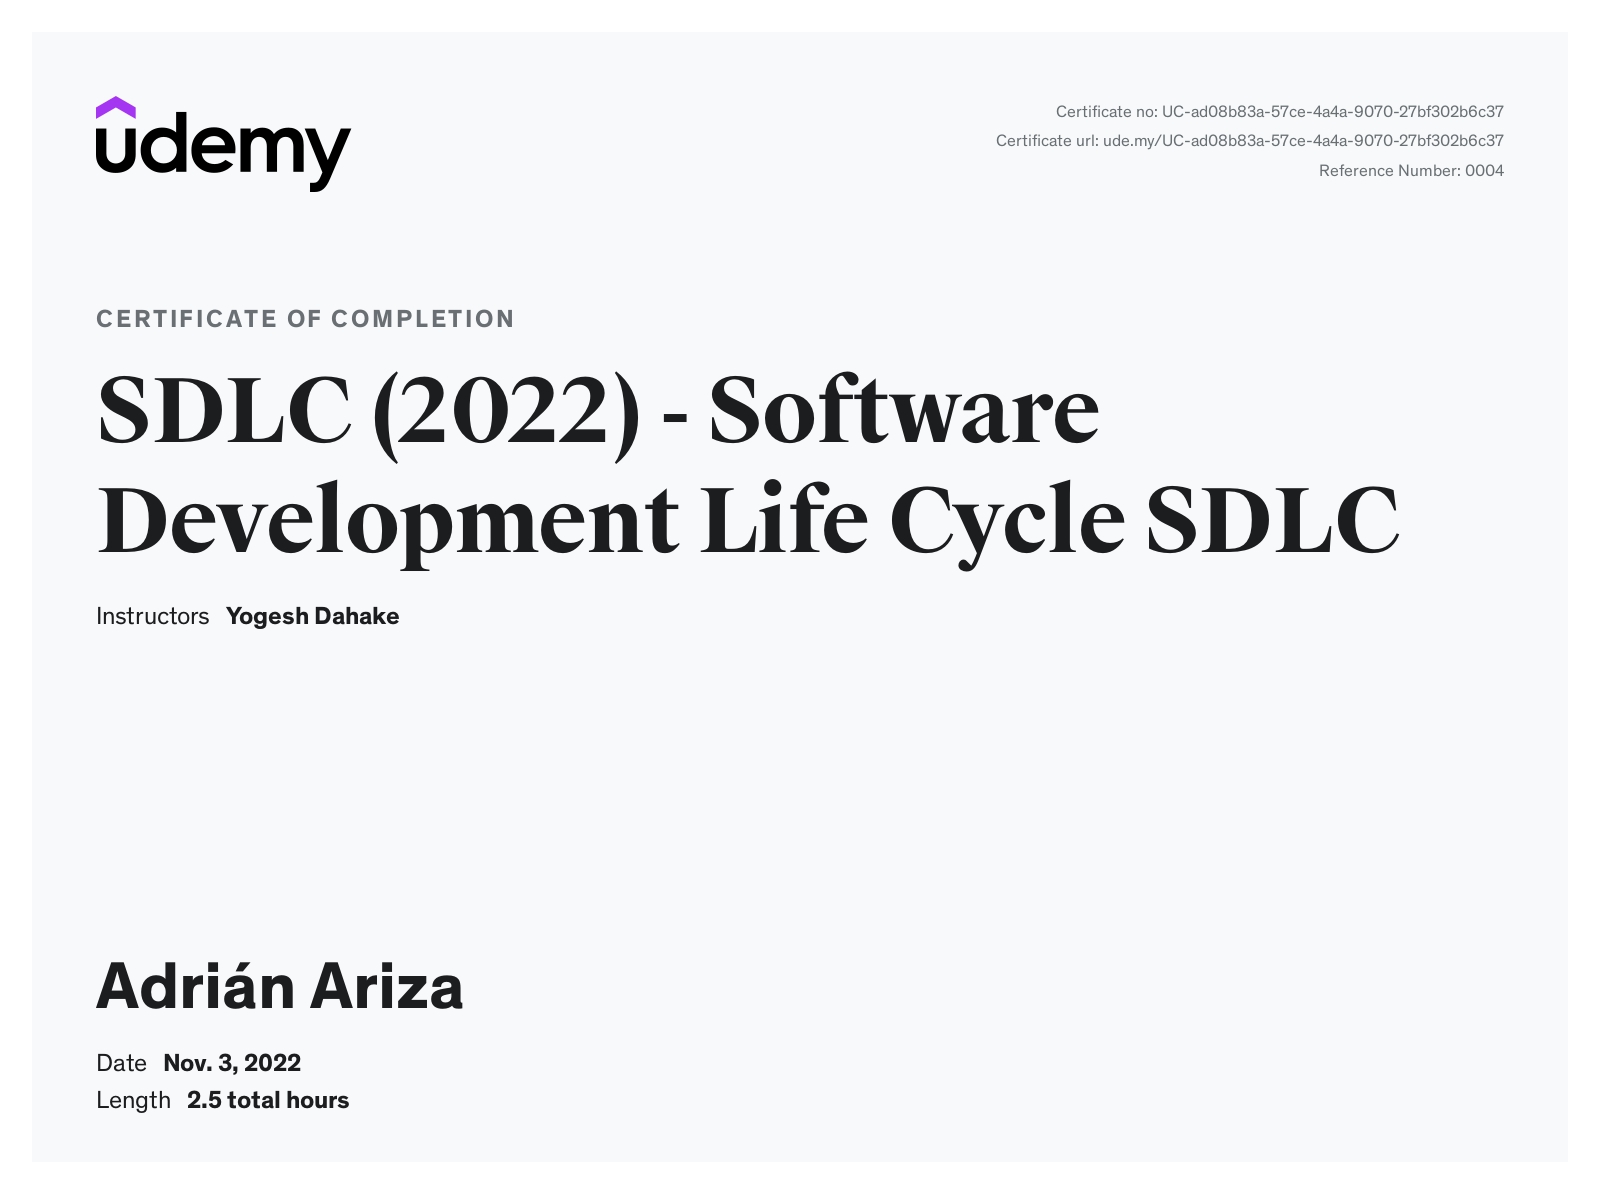 udemy
Certificate no: UC-ad08b83a-57ce-4a4a-9070-27bf302b6c37
Certificate url: ude.my/UC-ad08b83a-57ce-4a4a-9070-27bf302b6c37
Reference Number: 0004
CERTIFICATE OF COMPLETION
SDLC (2022) - Software
Development Life Cycle SDLC
Instructors Yogesh Dahake
Adrián Ariza
Date Nov. 3, 2022
Length 2.5 total hours